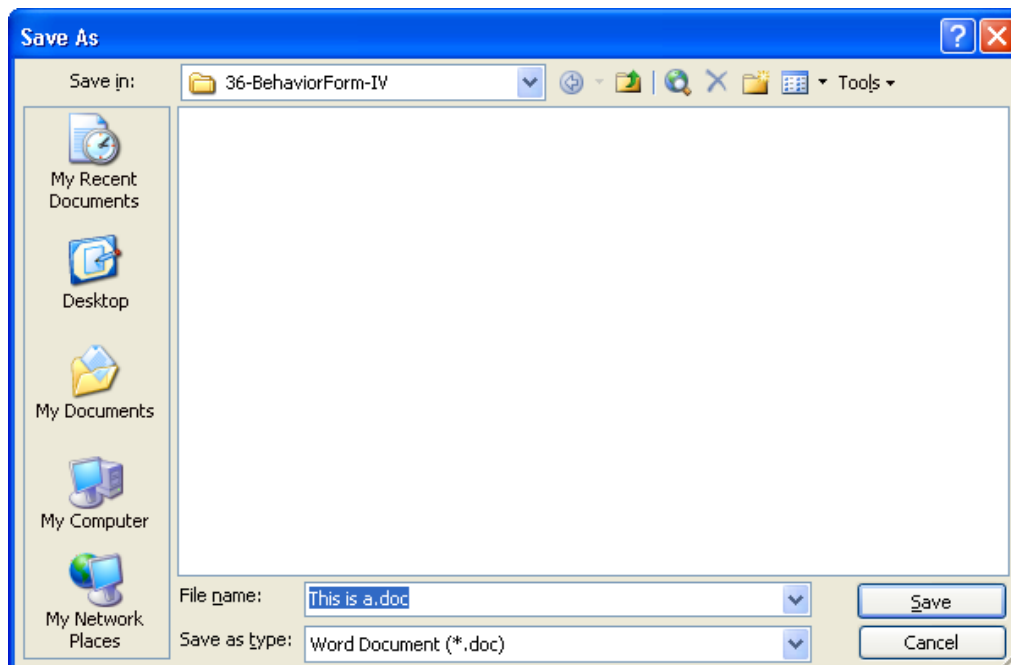 Save As
Save in:
36-BehaviorForm-IV
Tools
My Recent
Documents
Desktop
My Documents
My Computer
My Network
Places
File name:
This is a.doc
Save
Save as type:
Word Document (*.doc)
Cancel